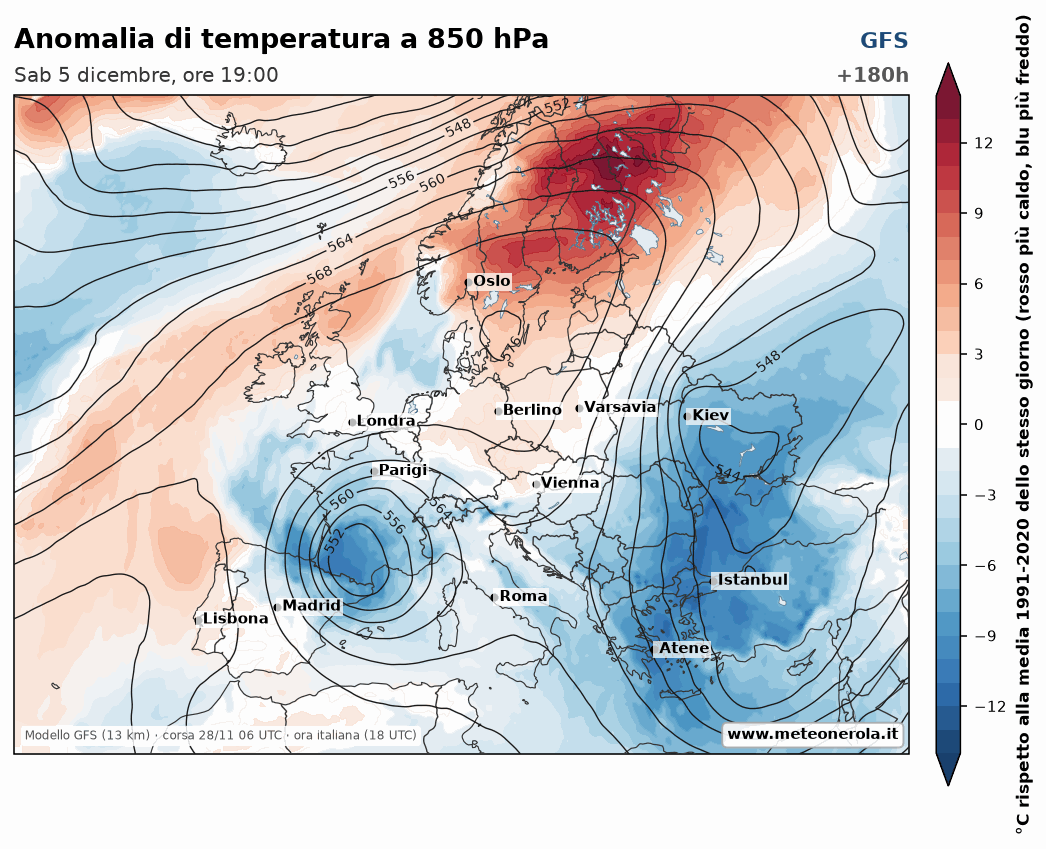 Anomalia di temperatura a 850 hPa
GFS
Sab 5 dicembre, ore 19:00
+180h
552
548
556
560
564
568
576
548
544
560
556
564
552
Oslo
Berlino
Varsavia
Kiev
Londra
Parigi
Vienna
Istanbul
Roma
Madrid
Lisbona
Atene
Modello GFS (13 km) · corsa 28/11 06 UTC · ora italiana (18 UTC)
www.meteonerola.it
12
9
6
3
0
−3
−6
−9
−12
°C rispetto alla media 1991-2020 dello stesso giorno (rosso più caldo, blu più freddo)